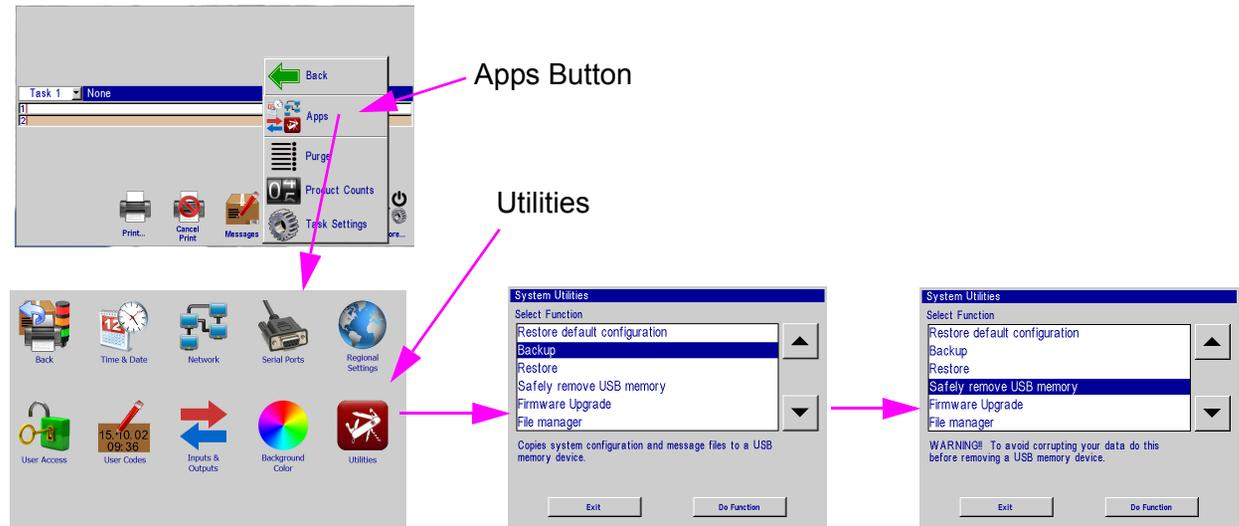 Back
Apps Button
Task 1 None
1
Apps
2
Purge
Product Counts
Task Settings
Print...
Cancel
Print
Messages
ore...
Utilities
Back
Time & Date
Network
Serial Ports
Regional
Settings
User Access
15.10.02
09:36
User Codes
Inputs &
Outputs
Background
Color
Utilities
System Utilities
Select Function
Restore default configuration
Backup
Restore
Safely remove USB memory
Firmware Upgrade
File manager
Copies system configuration and message files to a USB
memory device.
Exit
Do Function
System Utilities
Select Function
Restore default configuration
Backup
Restore
Safely remove USB memory
Firmware Upgrade
File manager
WARNING!! To avoid corrupting your data do this
before removing a USB memory device.
Exit
Do Function